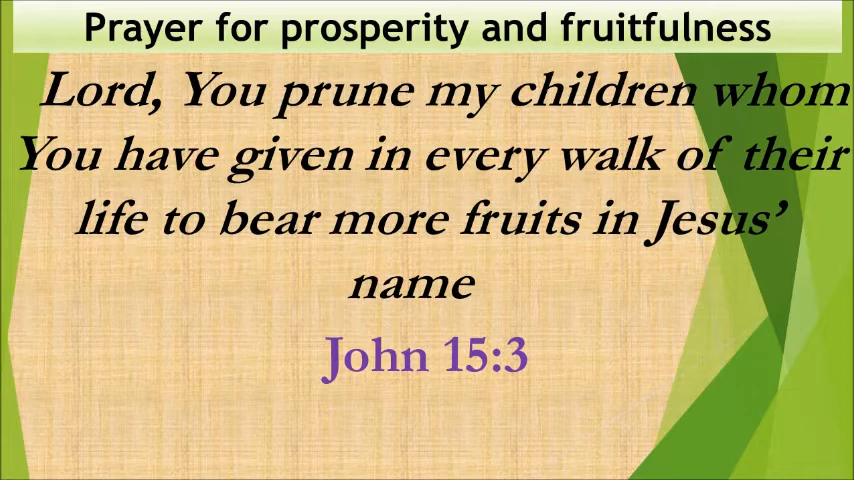 Prayer for prosperity and fruitfulness
Lord, You prune my children whom
You have given in every walk of their
life to bear more fruits in Jesus’
name
John 15:3